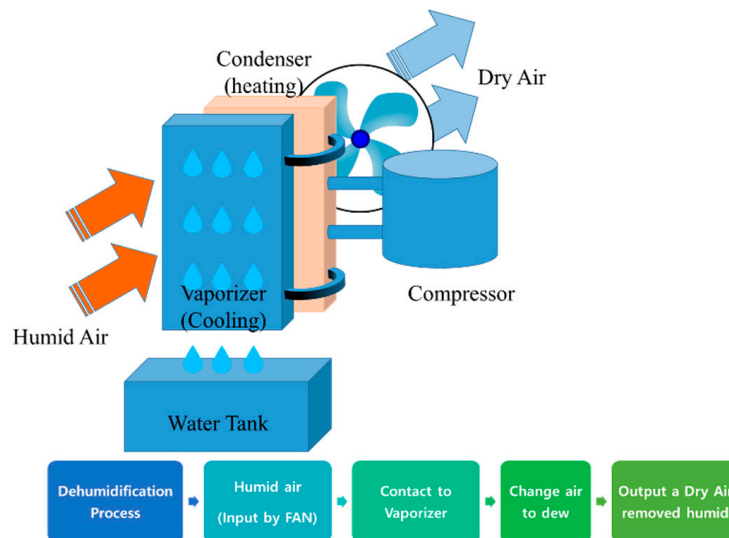 Condenser
(heating)
Dry Air
Vaporizer
(Cooling)
Compressor
Humid Air
Water Tank
Dehumidification
Process
Humid air
(Input by FAN)
Contact to
Vaporizer
Change air
to dew
Output a Dry Air
removed humid